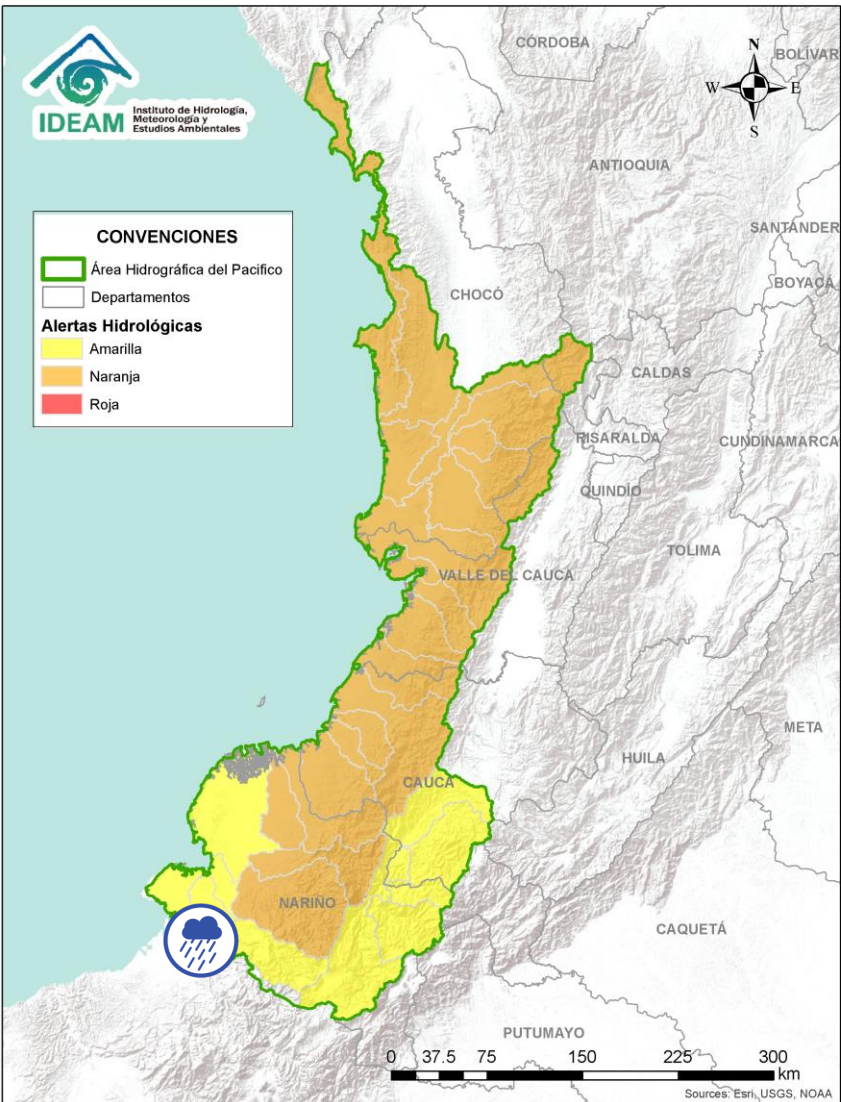 IDEAM
Instituto de Hidrología,
Meteorología y
Estudios Ambientales
N
W E
S
CÓRDOBA
BOLIVAR
ANTIOQUIA
SANTANDER
BOYACÁ
CHOCÓ
CALDAS
RISARALDA
CUNDINAMARCA
QUINDÍO
TOLIMA
VALLE DEL CAUCA
META
HUILA
CAUCA
NARIÑO
CAQUETÁ
PUTUMAYO
CONVENCIONES
Área Hidrográfica del Pacifico
Departamentos
Alertas Hidrológicas
Amarilla
Naranja
Roja
0 37.5 75 150 225 300
km
Sources: Esri, USGS, NOAA